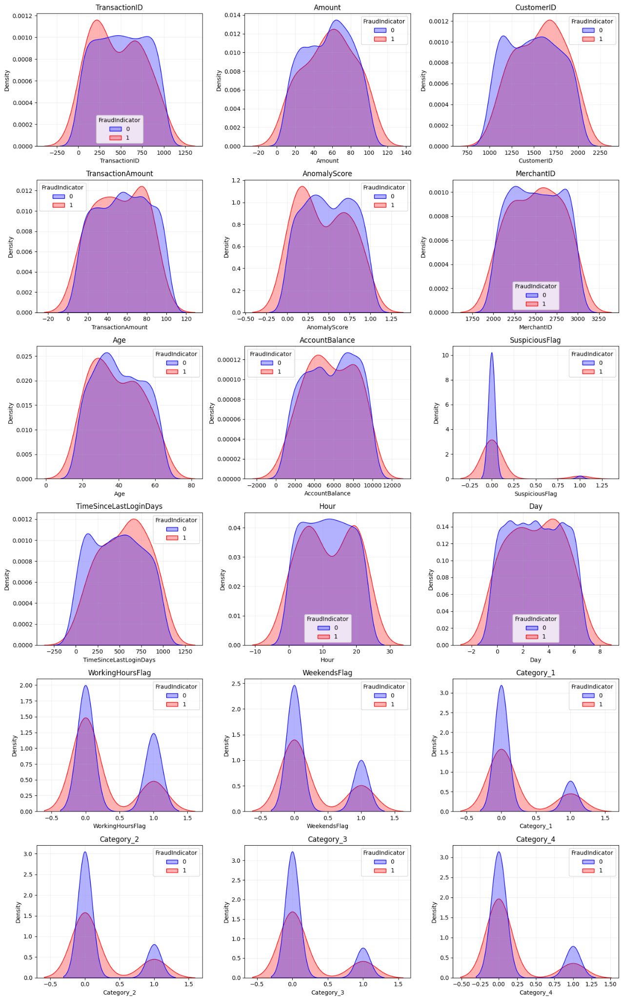 TransactionID
0.0012
0.0010
0.0008
0.0006
0.0004
0.0002
0.0000
Density
FraudIndicator
0
1
−250 0 250 500 750 1000 1250
TransactionID
Amount
0.014
0.012
0.010
0.008
0.006
0.004
0.002
0.000
Density
FraudIndicator
0
1
−20 0 20 40 60 80 100 120 140
Amount
CustomerID
0.0012
0.0010
0.0008
0.0006
0.0004
0.0002
0.0000
Density
FraudIndicator
0
1
750 1000 1250 1500 1750 2000 2250
CustomerID
TransactionAmount
0.012
0.010
0.008
0.006
0.004
0.002
0.000
Density
FraudIndicator
0
1
−20 0 20 40 60 80 100 120
TransactionAmount
AnomalyScore
1.2
1.0
0.8
0.6
0.4
0.2
0.0
Density
FraudIndicator
0
1
−0.50 −0.25 0.00 0.25 0.50 0.75 1.00 1.25
AnomalyScore
MerchantID
0.0010
0.0008
0.0006
0.0004
0.0002
0.0000
Density
FraudIndicator
0
1
1750 2000 2250 2500 2750 3000 3250
MerchantID
Age
0.025
0.020
0.015
0.010
0.005
0.000
Density
FraudIndicator
0
1
0 20 40 60 80
Age
AccountBalance
0.00012
0.00010
0.00008
0.00006
0.00004
0.00002
0.00000
Density
FraudIndicator
0
1
−2000 0 2000 4000 6000 8000 10000 12000
AccountBalance
SuspiciousFlag
10
8
6
4
2
0
Density
FraudIndicator
0
1
−0.25 0.00 0.25 0.50 0.75 1.00 1.25
SuspiciousFlag
TimeSinceLastLoginDays
0.0012
0.0010
0.0008
0.0006
0.0004
0.0002
0.0000
Density
FraudIndicator
0
1
−250 0 250 500 750 1000 1250
TimeSinceLastLoginDays
Hour
0.04
0.03
0.02
0.01
0.00
Density
FraudIndicator
0
1
−10 0 10 20 30
Hour
Day
0.14
0.12
0.10
0.08
0.06
0.04
0.02
0.00
Density
FraudIndicator
0
1
−2 0 2 4 6 8
Day
WorkingHoursFlag
2.00
1.75
1.50
1.25
1.00
0.75
0.50
0.25
0.00
Density
FraudIndicator
0
1
−0.5 0.0 0.5 1.0 1.5
WorkingHoursFlag
WeekendsFlag
2.5
2.0
1.5
1.0
0.5
0.0
Density
FraudIndicator
0
1
−0.5 0.0 0.5 1.0 1.5
WeekendsFlag
Category_1
3.0
2.5
2.0
1.5
1.0
0.5
0.0
Density
FraudIndicator
0
1
−0.5 0.0 0.5 1.0 1.5
Category_1
Category_2
3.0
2.5
2.0
1.5
1.0
0.5
0.0
Density
FraudIndicator
0
1
−0.5 0.0 0.5 1.0 1.5
Category_2
Category_3
3.0
2.5
2.0
1.5
1.0
0.5
0.0
Density
FraudIndicator
0
1
−0.5 0.0 0.5 1.0 1.5
Category_3
Category_4
3.0
2.5
2.0
1.5
1.0
0.5
0.0
Density
FraudIndicator
0
1
−0.50 −0.25 0.00 0.25 0.50 0.75 1.00 1.25 1.50
Category_4